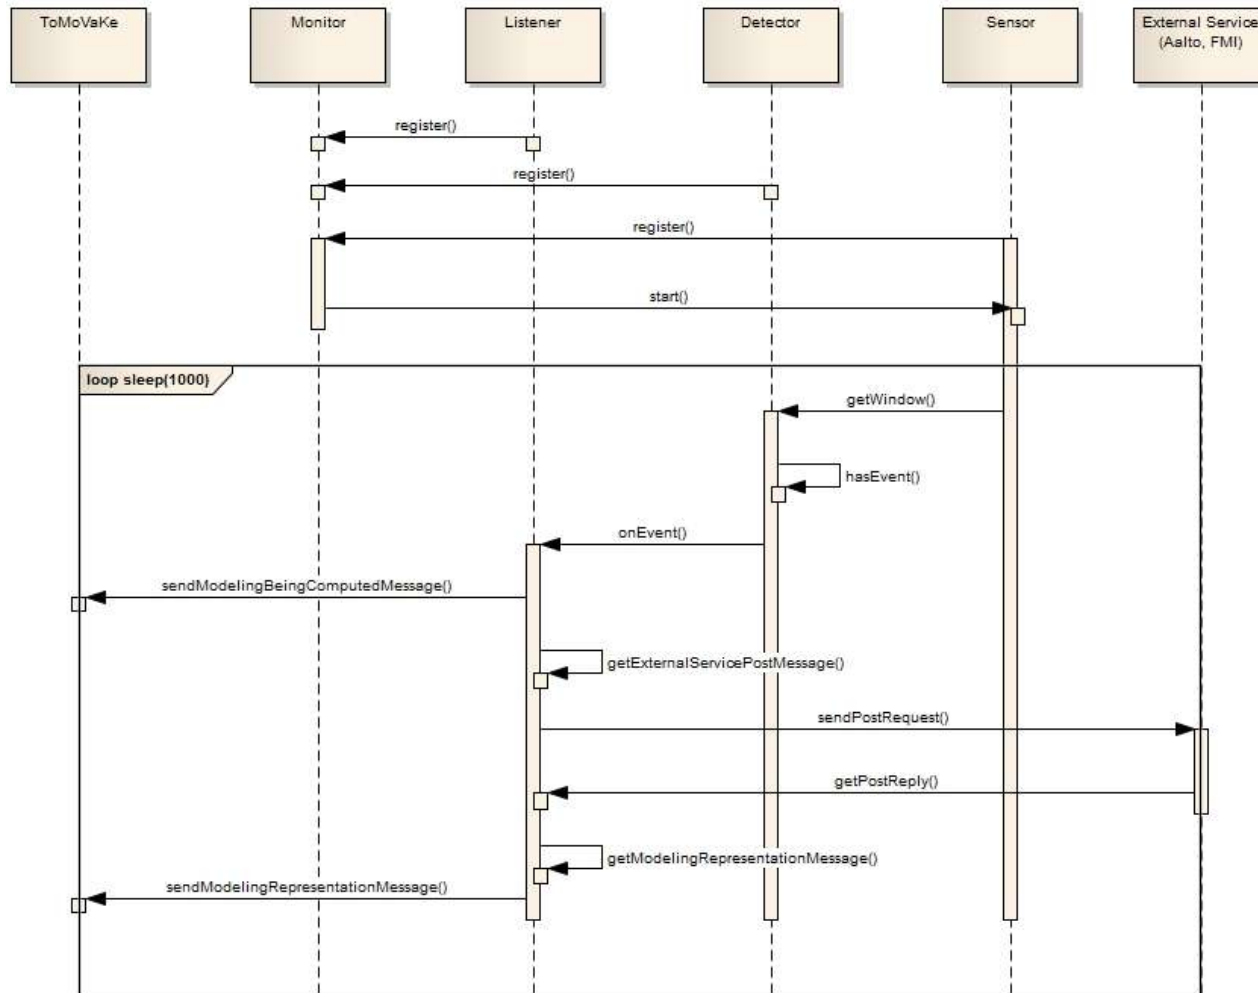 ToMoVaKe
Monitor
Listener
Detector
Sensor
External Service
(Aalto, FMI)
register()
register()
register()
start()
loop sleep(1000)
getWindow()
hasEvent()
onEvent()
sendModelingBeingComputedMessage()
getExternalServicePostMessage()
sendPostRequest()
getPostReply()
getModelingRepresentationMessage()
sendModelingRepresentationMessage()